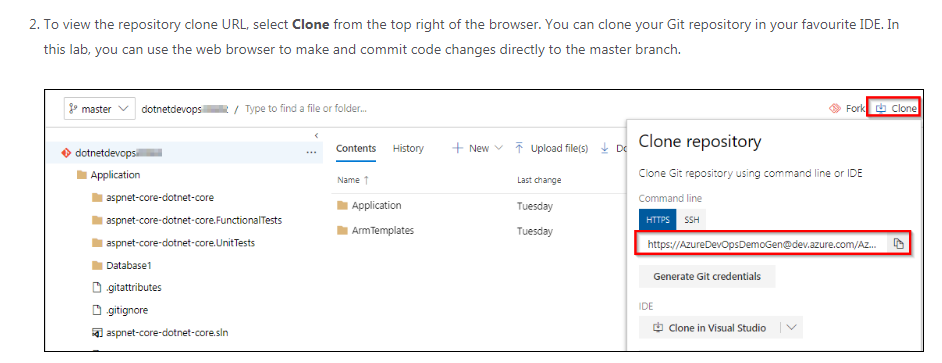 2. To view the repository clone URL, select Clone from the top right of the browser. You can clone your Git repository in your favourite IDE. In
this lab, you can use the web browser to make and commit code changes directly to the master branch.
master dotnetdevops / Type to find a file or folder... Fork Clone
dotnetdevops ...
Application
aspnet-core-dotnet-core
aspnet-core-dotnet-core.FunctionalTests
aspnet-core-dotnet-core.UnitTests
Database1
.gitattributes
.gitignore
aspnet-core-dotnet-core.sln
Contents History + New Upload file(s) Do
Name ↑ Last change
Application Tuesday
ArmTemplates Tuesday
Clone repository
Clone Git repository using command line or IDE
Command line
HTTPS SSH
https://AzureDevOpsDemoGen@dev.azure.com/Az...
Generate Git credentials
IDE
Clone in Visual Studio